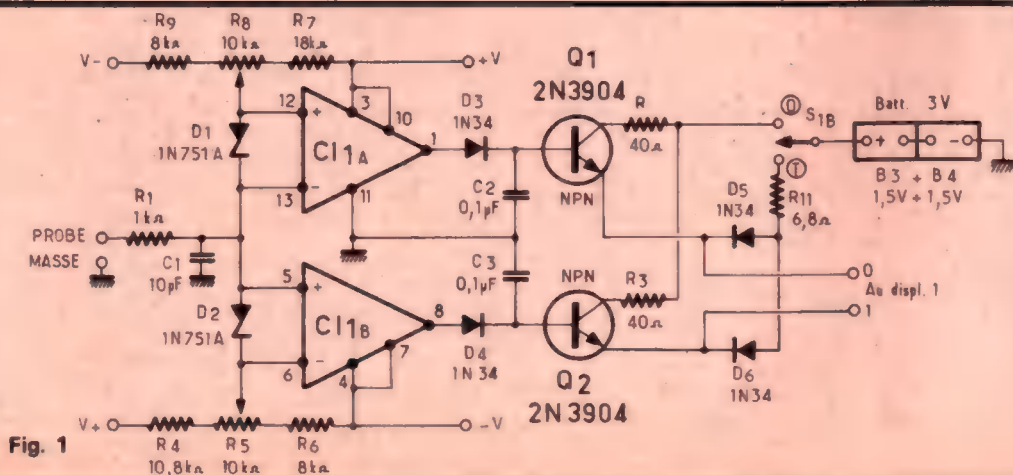 R9 R8 R7
8kΩ 10kΩ 18kΩ
V- +V
Q1
2N3904
12 + 3 10
D1
1N751A
CI1A
1
D3
1N34
R
40Ω
Ⓓ S1B
Batt. 3V
+ - + -
B3 + B4
1,5V+1,5V
13 - 11
NPN
C2
0,1µF
Ⓣ
R11
6,8Ω
D5
1N34
R1
1kΩ
PROBE
MASSE
C1
10pF
C3
0,1µF
NPN
R3
40Ω
0
Au displ. 1
1
5 +
D2
1N751A
CI1B
8
6 - 4 7
D4
1N34
D6
1N34
Q2
2N3904
V+ -V
R4 R5 R6
10,8kΩ 10kΩ 8kΩ
Fig. 1